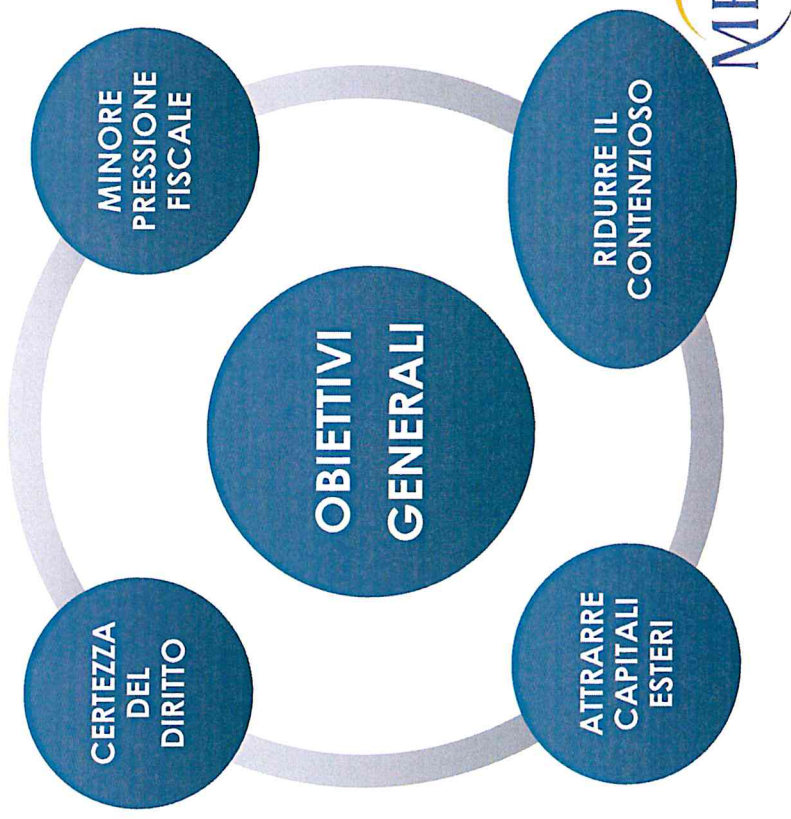 CERTEZZA
DEL
DIRITTO
MINORE
PRESSIONE
FISCALE
OBIETTIVI
GENERALI
ATTRARRE
CAPITALI
ESTERI
RIDURRE IL
CONTENZIOSO